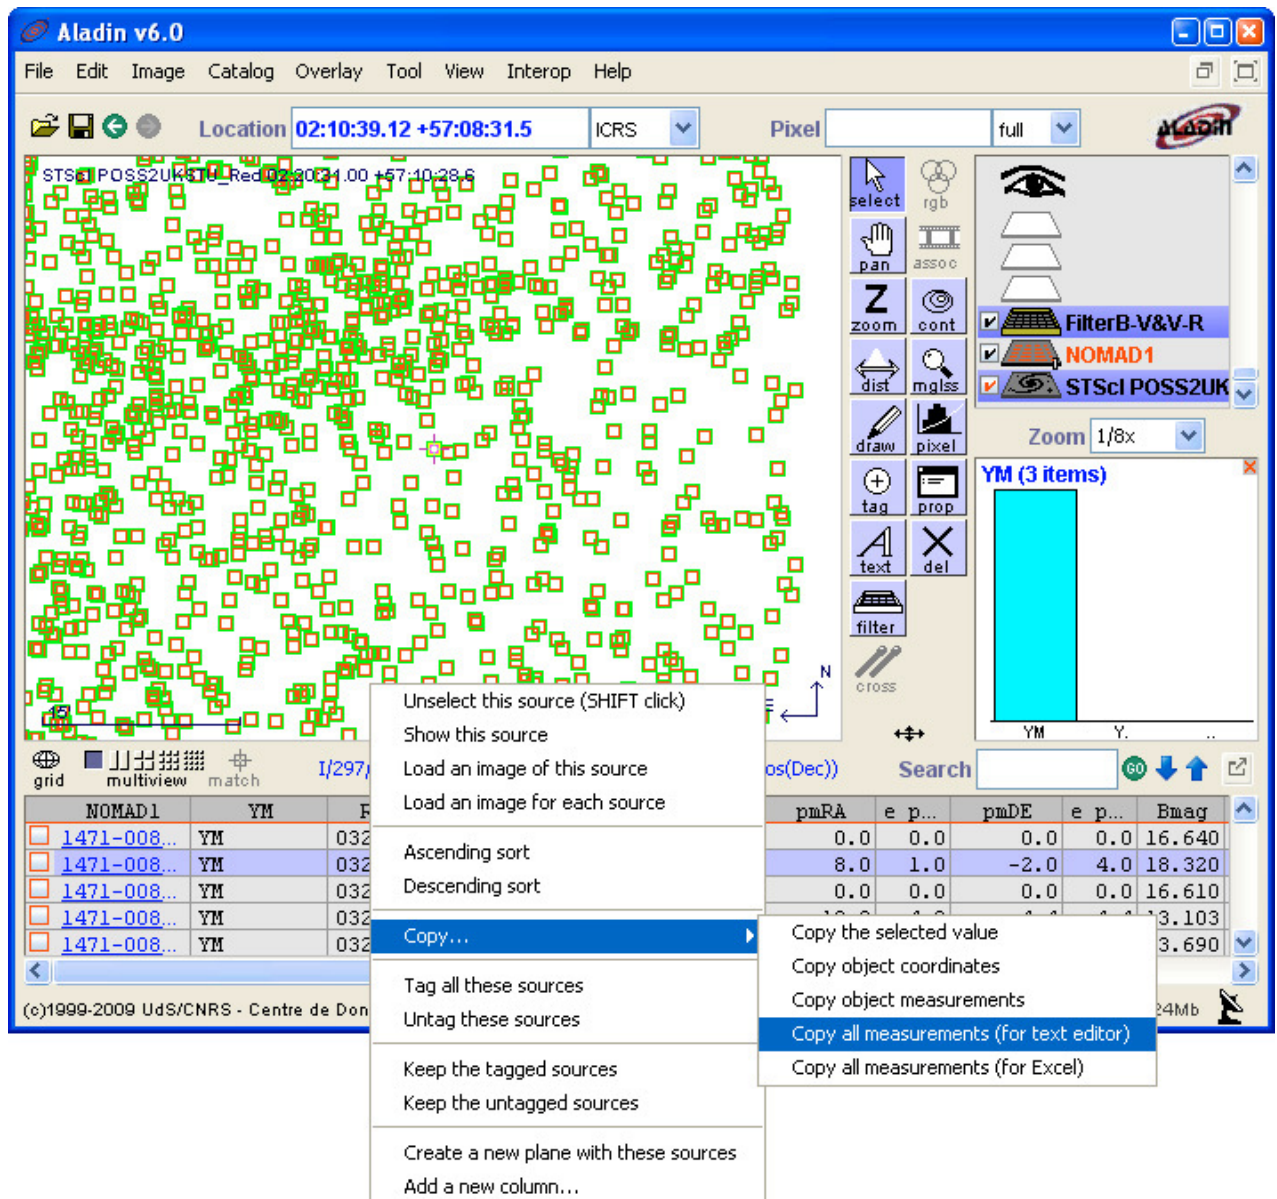 Aladin v6.0
File Edit Image Catalog Overlay Tool View Interop Help
Location 02:10:39.12 +57:08:31.5 ICRS Pixel full ALADIN
STScI POSS2UKSTU_Red 02:20:34.00 +57:10:28.6
select rgb
pan assoc
zoom cont
dist mglss
draw pixel
tag prop
text del
filter
cross
FilterB-V&V-R
NOMAD1
STScI POSS2UK
Zoom 1/8x
YM (3 items)
YM Y. ..
15'
N
E
grid multiview match I/297/ os(Dec)) Search GO
NOMAD1 YM R pmRA e p... pmDE e p... Bmag
1471-008... YM 032 0.0 0.0 0.0 0.0 16.640
1471-008... YM 032 8.0 1.0 -2.0 4.0 18.320
1471-008... YM 032 0.0 0.0 0.0 0.0 16.610
1471-008... YM 032 3.103
1471-008... YM 032 3.690
(c)1999-2009 UdS/CNRS - Centre de Don 24Mb
Unselect this source (SHIFT click)
Show this source
Load an image of this source
Load an image for each source
Ascending sort
Descending sort
Copy...
Tag all these sources
Untag these sources
Keep the tagged sources
Keep the untagged sources
Create a new plane with these sources
Add a new column...
Copy the selected value
Copy object coordinates
Copy object measurements
Copy all measurements (for text editor)
Copy all measurements (for Excel)